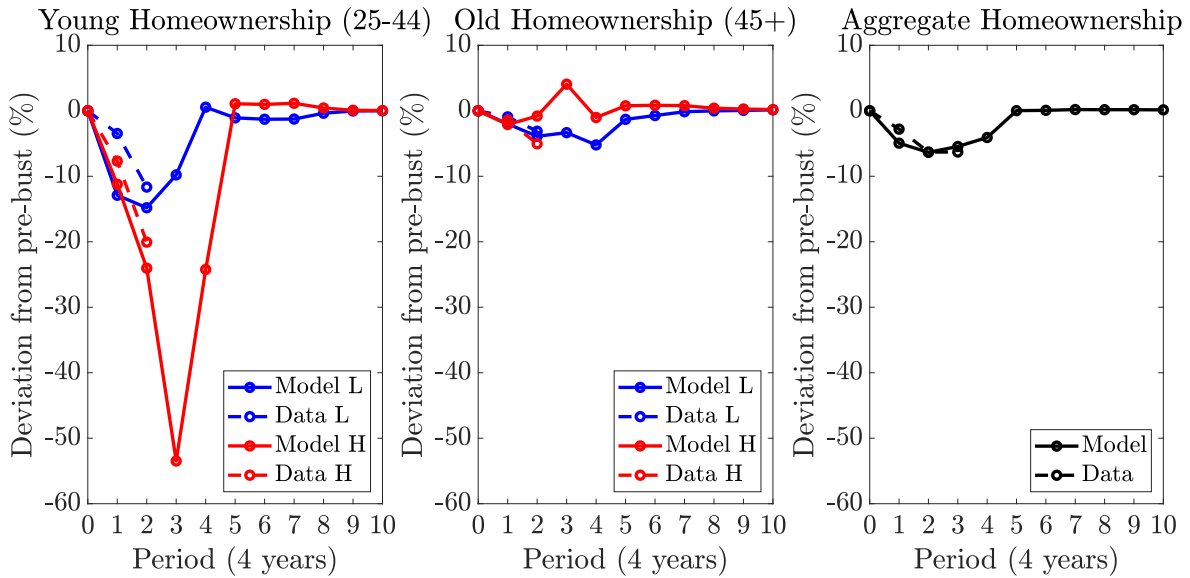 Young Homeownership (25-44)
Deviation from pre-bust (%)
10
0
-10
-20
-30
-40
-50
-60
0 1 2 3 4 5 6 7 8 9 10
Period (4 years)
Model L
Data L
Model H
Data H
Old Homeownership (45+)
Deviation from pre-bust (%)
10
0
-10
-20
-30
-40
-50
-60
0 1 2 3 4 5 6 7 8 9 10
Period (4 years)
Model L
Data L
Model H
Data H
Aggregate Homeownership
Deviation from pre-bust (%)
10
0
-10
-20
-30
-40
-50
-60
0 1 2 3 4 5 6 7 8 9 10
Period (4 years)
Model
Data